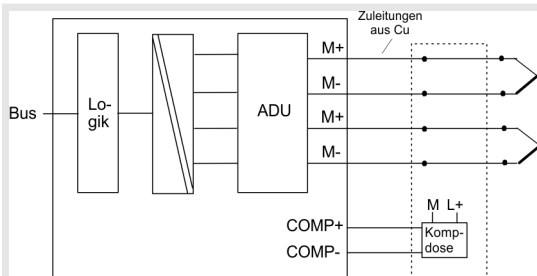 Zuleitungen
aus Cu
M+
M-
M+
M-
Bus
Lo-
gik
ADU
COMP+
COMP-
M L+
Komp-
dose